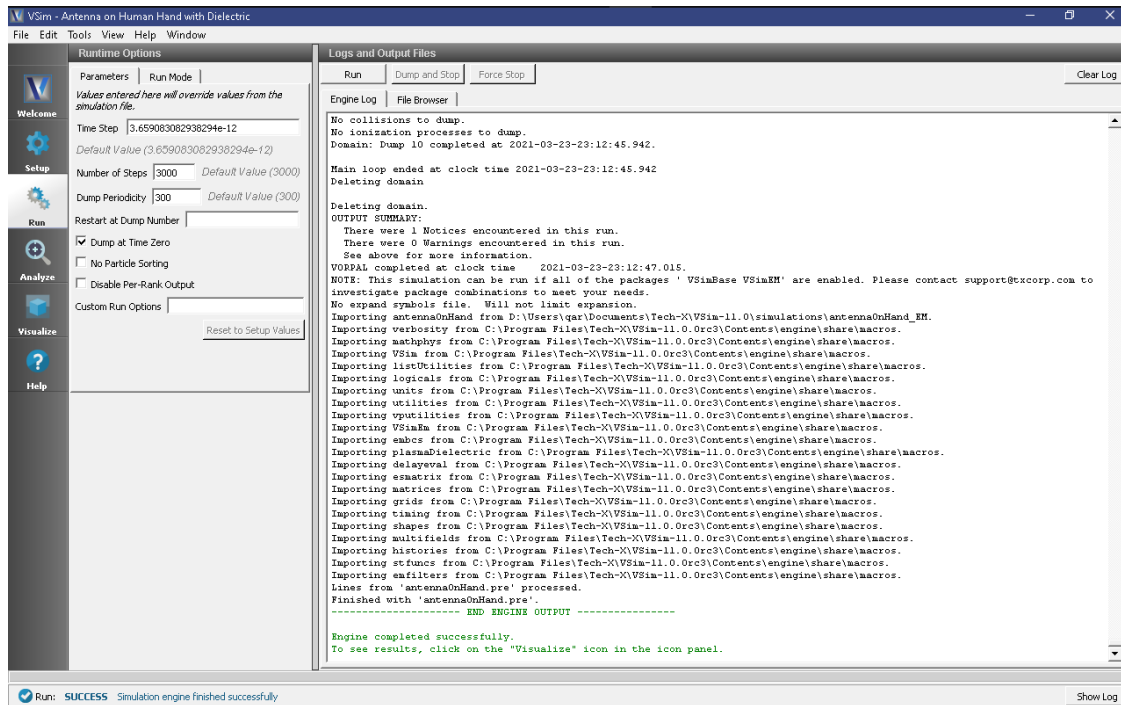 VSim - Antenna on Human Hand with Dielectric
File Edit Tools View Help Window
Welcome
Setup
Run
Analyze
Visualize
Help
Runtime Options
Parameters Run Mode
Values entered here will override values from the
simulation file.
Time Step 3.659083082938294e-12
Default Value (3.659083082938294e-12)
Number of Steps 3000 Default Value (3000)
Dump Periodicity 300 Default Value (300)
Restart at Dump Number
Dump at Time Zero
No Particle Sorting
Disable Per-Rank Output
Custom Run Options
Reset to Setup Values
Logs and Output Files
Run Dump and Stop Force Stop Clear Log
Engine Log File Browser
No collisions to dump.
No ionization processes to dump.
Domain: Dump 10 completed at 2021-03-23-23:12:45.942.
Main loop ended at clock time 2021-03-23-23:12:45.942
Deleting domain
Deleting domain.
OUTPUT SUMMARY:
There were 1 Notices encountered in this run.
There were 0 Warnings encountered in this run.
See above for more information.
VORPAL completed at clock time 2021-03-23-23:12:47.015.
NOTE: This simulation can be run if all of the packages ' VSimBase VSimEM' are enabled. Please contact support@txcorp.com to
investigate package combinations to meet your needs.
No expand symbols file. Will not limit expansion.
Importing antennaOnHand from D:\Users\qar\Documents\Tech-X\VSim-11.0\simulations\antennaOnHand_EM.
Importing verbosity from C:\Program Files\Tech-X\VSim-11.0.0rc3\Contents\engine\share\macros.
Importing mathphys from C:\Program Files\Tech-X\VSim-11.0.0rc3\Contents\engine\share\macros.
Importing VSim from C:\Program Files\Tech-X\VSim-11.0.0rc3\Contents\engine\share\macros.
Importing listUtilities from C:\Program Files\Tech-X\VSim-11.0.0rc3\Contents\engine\share\macros.
Importing logicals from C:\Program Files\Tech-X\VSim-11.0.0rc3\Contents\engine\share\macros.
Importing units from C:\Program Files\Tech-X\VSim-11.0.0rc3\Contents\engine\share\macros.
Importing utilities from C:\Program Files\Tech-X\VSim-11.0.0rc3\Contents\engine\share\macros.
Importing vputilities from C:\Program Files\Tech-X\VSim-11.0.0rc3\Contents\engine\share\macros.
Importing VSimEm from C:\Program Files\Tech-X\VSim-11.0.0rc3\Contents\engine\share\macros.
Importing embcs from C:\Program Files\Tech-X\VSim-11.0.0rc3\Contents\engine\share\macros.
Importing plasmaDielectric from C:\Program Files\Tech-X\VSim-11.0.0rc3\Contents\engine\share\macros.
Importing delayeval from C:\Program Files\Tech-X\VSim-11.0.0rc3\Contents\engine\share\macros.
Importing esmatrix from C:\Program Files\Tech-X\VSim-11.0.0rc3\Contents\engine\share\macros.
Importing matrices from C:\Program Files\Tech-X\VSim-11.0.0rc3\Contents\engine\share\macros.
Importing grids from C:\Program Files\Tech-X\VSim-11.0.0rc3\Contents\engine\share\macros.
Importing timing from C:\Program Files\Tech-X\VSim-11.0.0rc3\Contents\engine\share\macros.
Importing shapes from C:\Program Files\Tech-X\VSim-11.0.0rc3\Contents\engine\share\macros.
Importing multifields from C:\Program Files\Tech-X\VSim-11.0.0rc3\Contents\engine\share\macros.
Importing histories from C:\Program Files\Tech-X\VSim-11.0.0rc3\Contents\engine\share\macros.
Importing stfuncs from C:\Program Files\Tech-X\VSim-11.0.0rc3\Contents\engine\share\macros.
Importing emfilters from C:\Program Files\Tech-X\VSim-11.0.0rc3\Contents\engine\share\macros.
Lines from 'antennaOnHand.pre' processed.
Finished with 'antennaOnHand.pre'.
-------------------- END ENGINE OUTPUT ---------------
Engine completed successfully.
To see results, click on the "Visualize" icon in the icon panel.
Run: SUCCESS Simulation engine finished successfully Show Log